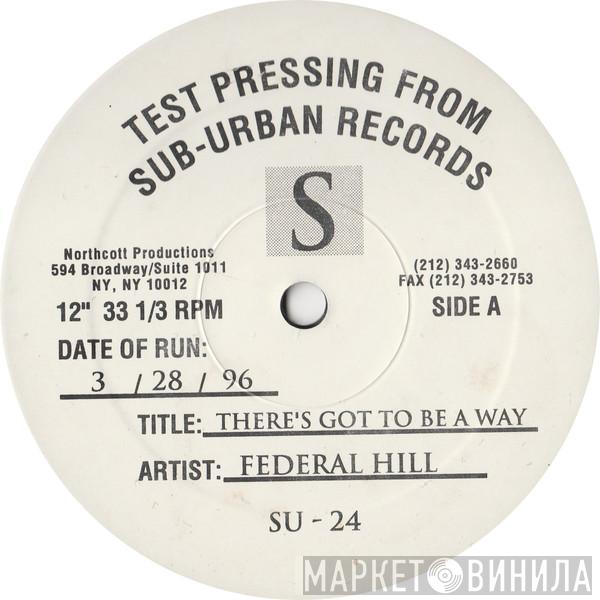 TEST PRESSING FROM
SUB-URBAN RECORDS
S
Northcott Productions
594 Broadway/Suite 1011
NY, NY 10012
(212) 343-2660
FAX (212) 343-2753
12" 33 1/3 RPM
SIDE A
DATE OF RUN:
3 / 28 / 96
TITLE: THERE'S GOT TO BE A WAY
ARTIST: FEDERAL HILL
SU - 24
МАРКЕТ ВИНИЛА